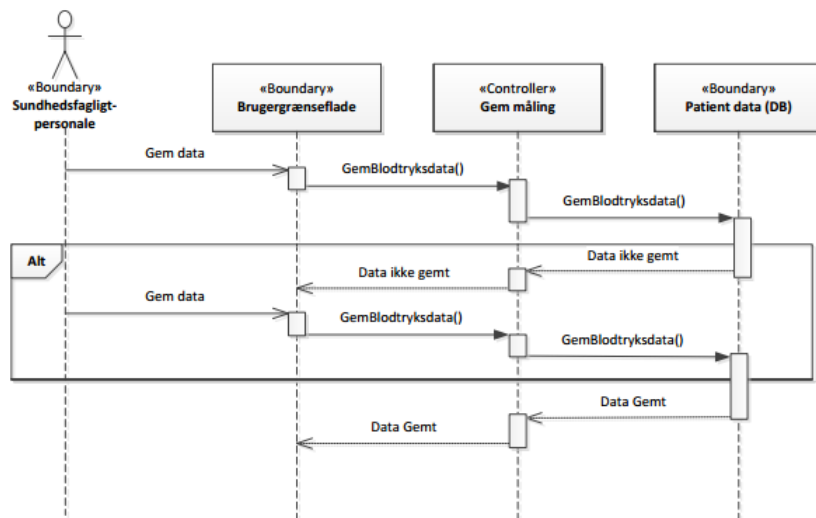 «Boundary»
Sundhedsfagligt-
personale
«Boundary»
Brugergrænseflade
«Controller»
Gem måling
«Boundary»
Patient data (DB)
Gem data
GemBlodtryksdata()
GemBlodtryksdata()
Alt
Data ikke gemt
Data ikke gemt
Gem data
GemBlodtryksdata()
GemBlodtryksdata()
Data Gemt
Data Gemt